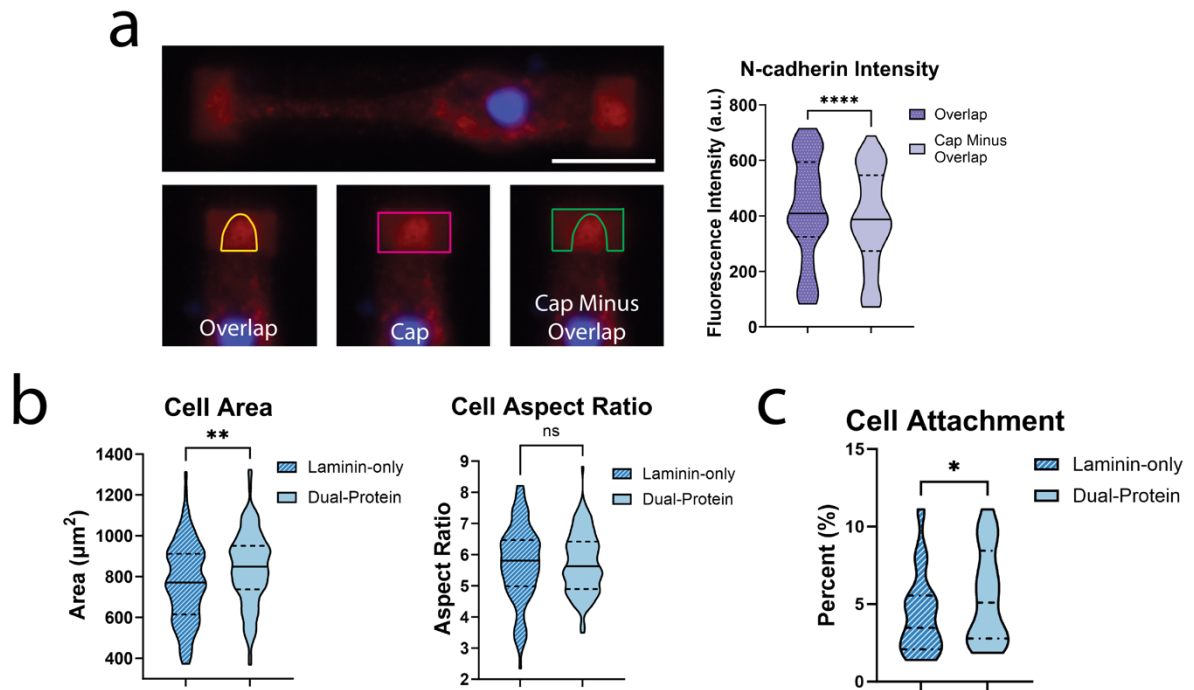 a
N-cadherin Intensity
Fluorescence Intensity (a.u.)
800
600
400
200
0
****
Overlap
Cap Minus
Overlap
Overlap
Cap
Cap Minus
Overlap
b
Cell Area
Area (µm²)
1400
1200
1000
800
600
400
**
Laminin-only
Dual-Protein
Cell Aspect Ratio
Aspect Ratio
9
8
7
6
5
4
3
2
ns
Laminin-only
Dual-Protein
c
Cell Attachment
Percent (%)
15
10
5
0
*
Laminin-only
Dual-Protein